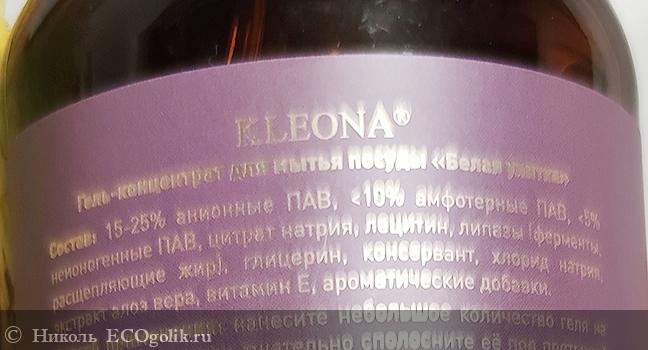 KLEONA®
Гель-концентрат для мытья посуды «Белая улитка»
Состав: 15-25% анионные ПАВ, <10% амфотерные ПАВ, <5%
неионогенные ПАВ, цитрат натрия, лецитин, липазы (ферменты,
расщепляющие жир), глицерин, консервант, хлорид натрия,
экстракт алоэ вера, витамин Е, ароматические добавки.
нанесите небольшое количество геля на
тщательно сполосните её под
© Николь ECOgolik.ru